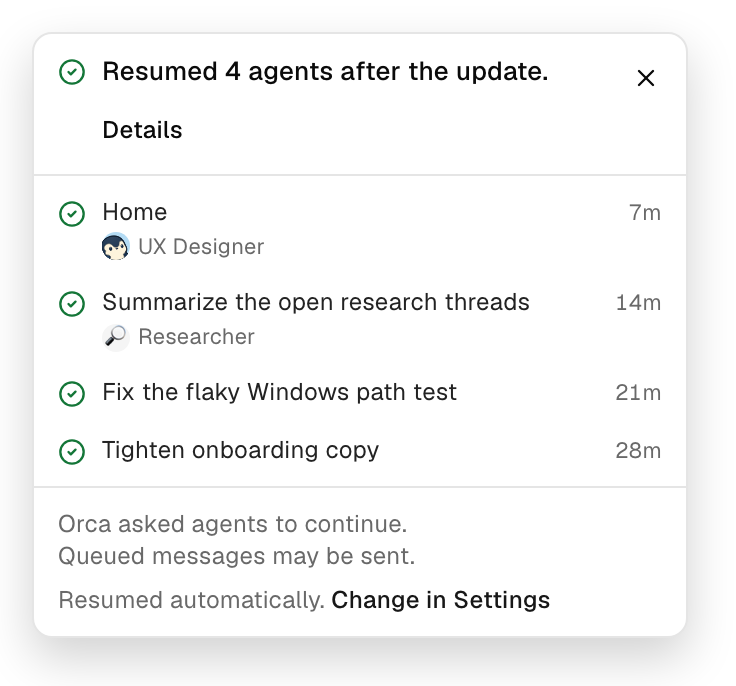 Resumed 4 agents after the update.
Details
Home
7m
UX Designer
Summarize the open research threads
14m
Researcher
Fix the flaky Windows path test
21m
Tighten onboarding copy
28m
Orca asked agents to continue.
Queued messages may be sent.
Resumed automatically. Change in Settings